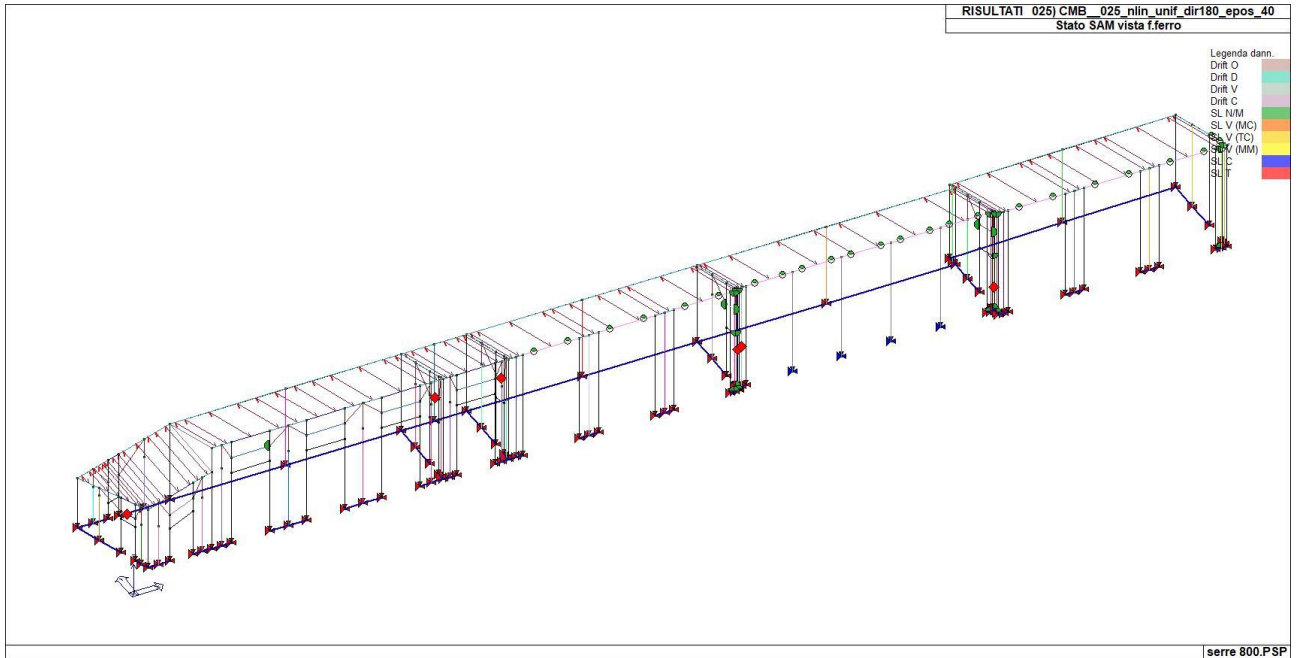 RISULTATI 025) CMB__025_nlin_unif_dir180_epos_40
Stato SAM vista f.ferro
Legenda dann.
Drift O
Drift D
Drift V
Drift C
SL N/M
SL V (MC)
SL V (TC)
SL V (MM)
SL C
SL T
serre 800.PSP